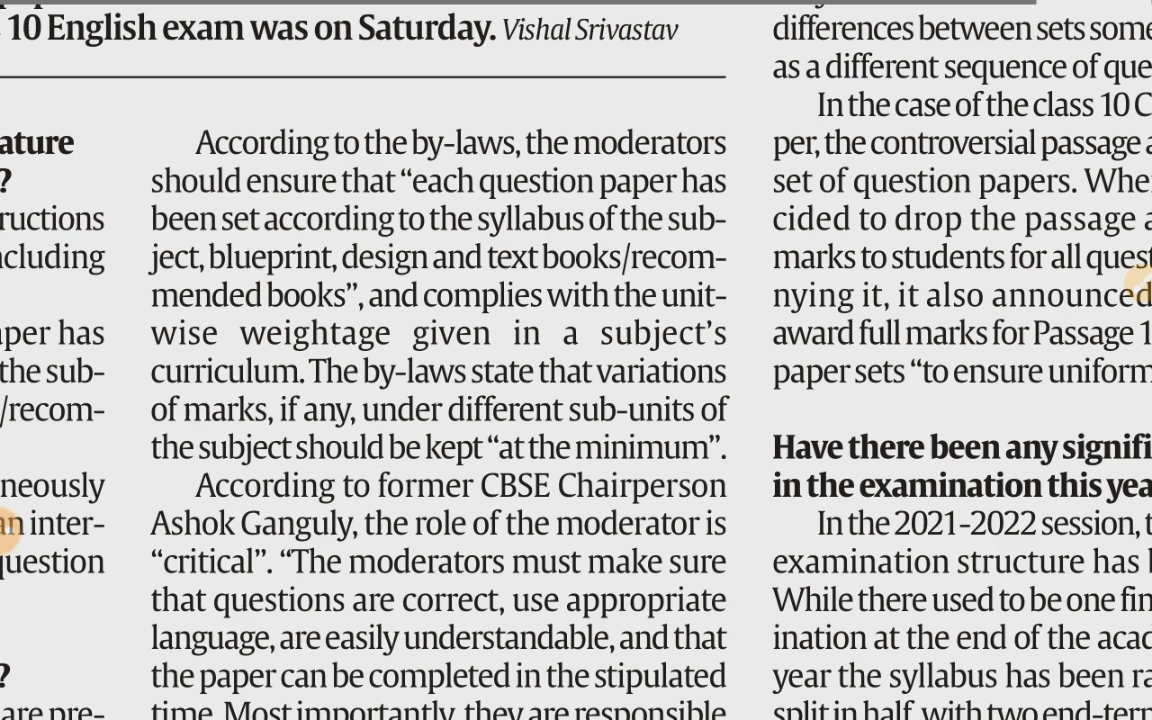 10 English exam was on Saturday. Vishal Srivastav
ature
?
ructions
ncluding
aper has
the sub-
/recom-
neously
an inter-
question
?
are pre-
According to the by-laws, the moderators
should ensure that “each question paper has
been set according to the syllabus of the sub-
ject, blueprint, design and text books/recom-
mended books”, and complies with the unit-
wise weightage given in a subject’s
curriculum. The by-laws state that variations
of marks, if any, under different sub-units of
the subject should be kept “at the minimum”.
According to former CBSE Chairperson
Ashok Ganguly, the role of the moderator is
“critical”. “The moderators must make sure
that questions are correct, use appropriate
language, are easily understandable, and that
the paper can be completed in the stipulated
time. Most importantly, they are responsible
differences between sets some
as a different sequence of que
In the case of the class 10 C
per, the controversial passage a
set of question papers. Whe
cided to drop the passage a
marks to students for all quest
nying it, it also announced
award full marks for Passage 1
paper sets “to ensure uniform
Have there been any signifi
in the examination this yea
In the 2021-2022 session, t
examination structure has b
While there used to be one fin
ination at the end of the acad
year the syllabus has been ra
split in half, with two end-term